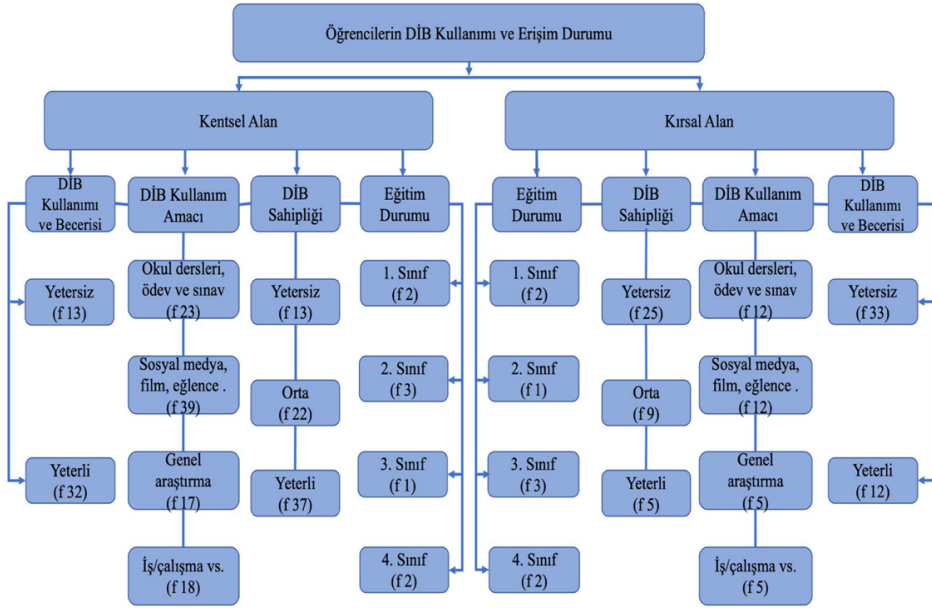 Öğrencilerin DİB Kullanımı ve Erişim Durumu
Kentsel Alan
DİB
Kullanımı
ve Becerisi
Yetersiz
(f 13)
Yeterli
(f 32)
DİB Kullanım
Amacı
Okul dersleri,
ödev ve sınav
(f 23)
Sosyal medya,
film, eğlence .
(f 39)
Genel
araştırma
(f 17)
İş/çalışma vs.
(f 18)
DİB
Sahipliği
Yetersiz
(f 13)
Orta
(f 22)
Yeterli
(f 37)
Eğitim
Durumu
1. Sınıf
(f 2)
2. Sınıf
(f 3)
3. Sınıf
(f 1)
4. Sınıf
(f 2)
Kırsal Alan
Eğitim
Durumu
1. Sınıf
(f 2)
2. Sınıf
(f 1)
3. Sınıf
(f 3)
4. Sınıf
(f 2)
DİB
Sahipliği
Yetersiz
(f 25)
Orta
(f 9)
Yeterli
(f 5)
DİB Kullanım
Amacı
Okul dersleri,
ödev ve sınav
(f 12)
Sosyal medya,
film, eğlence .
(f 12)
Genel
araştırma
(f 5)
İş/çalışma vs.
(f 5)
DİB
Kullanımı
ve Becerisi
Yetersiz
(f 33)
Yeterli
(f 12)